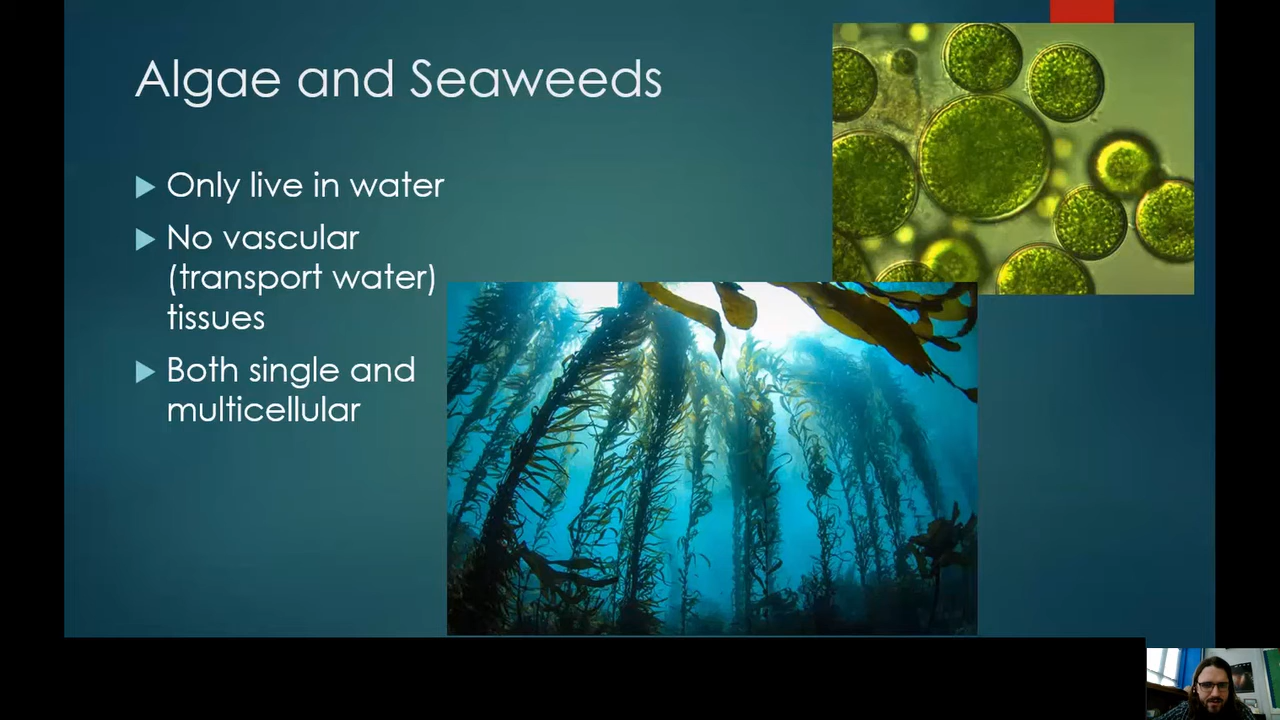 Algae and Seaweeds
Only live in water
No vascular
(transport water)
tissues
Both single and
multicellular